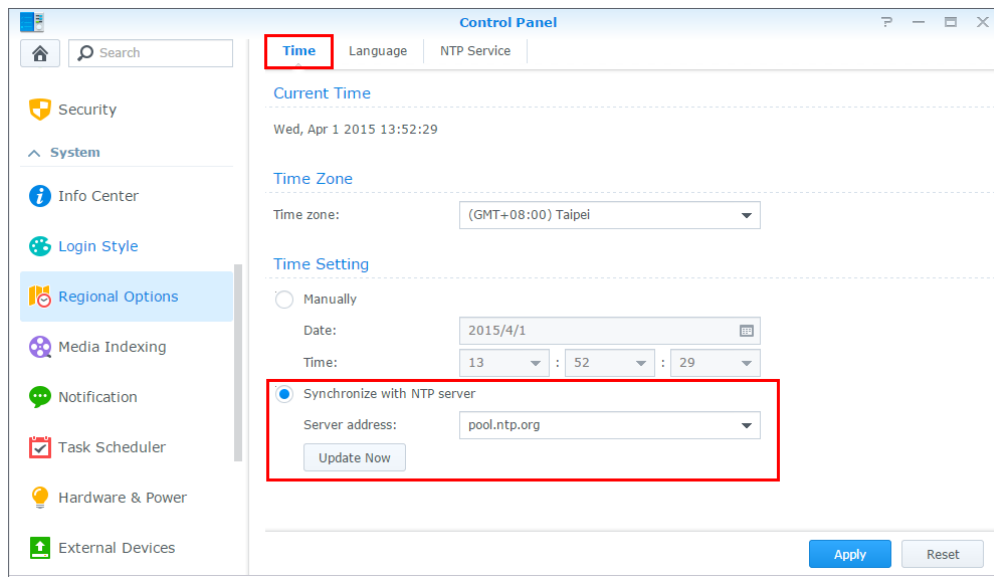 Control Panel
Search
Security
System
Info Center
Login Style
Regional Options
Media Indexing
Notification
Task Scheduler
Hardware & Power
External Devices
Time Language NTP Service
Current Time
Wed, Apr 1 2015 13:52:29
Time Zone
Time zone: (GMT+08:00) Taipei
Time Setting
Manually
Date: 2015/4/1
Time: 13 : 52 : 29
Synchronize with NTP server
Server address: pool.ntp.org
Update Now
Apply Reset